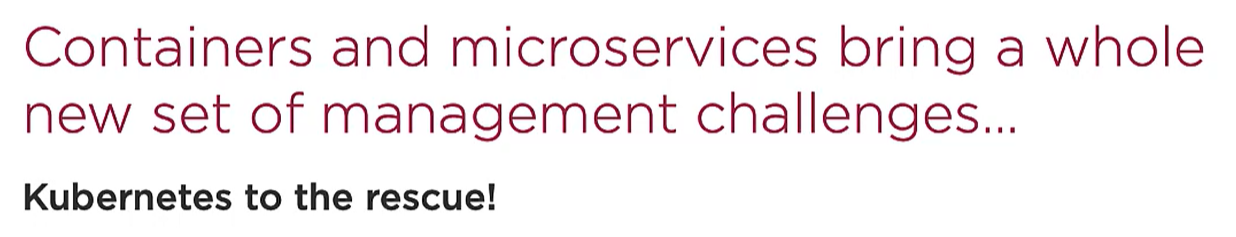 Containers and microservices bring a whole
new set of management challenges...
Kubernetes to the rescue!